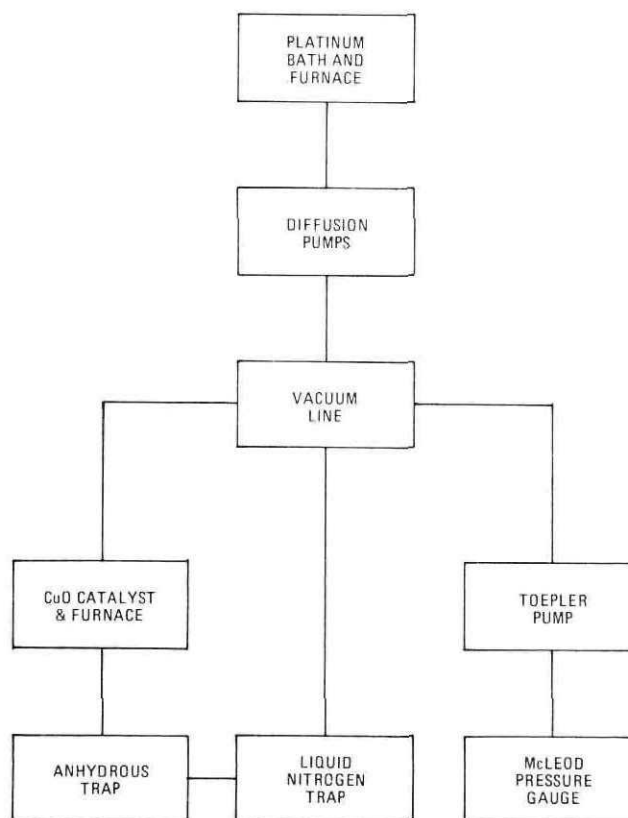 PLATINUM
BATH AND
FURNACE
DIFFUSION
PUMPS
VACUUM
LINE
CuO CATALYST
& FURNACE
TOEPLER
PUMP
ANHYDROUS
TRAP
LIQUID
NITROGEN
TRAP
McLEOD
PRESSURE
GAUGE